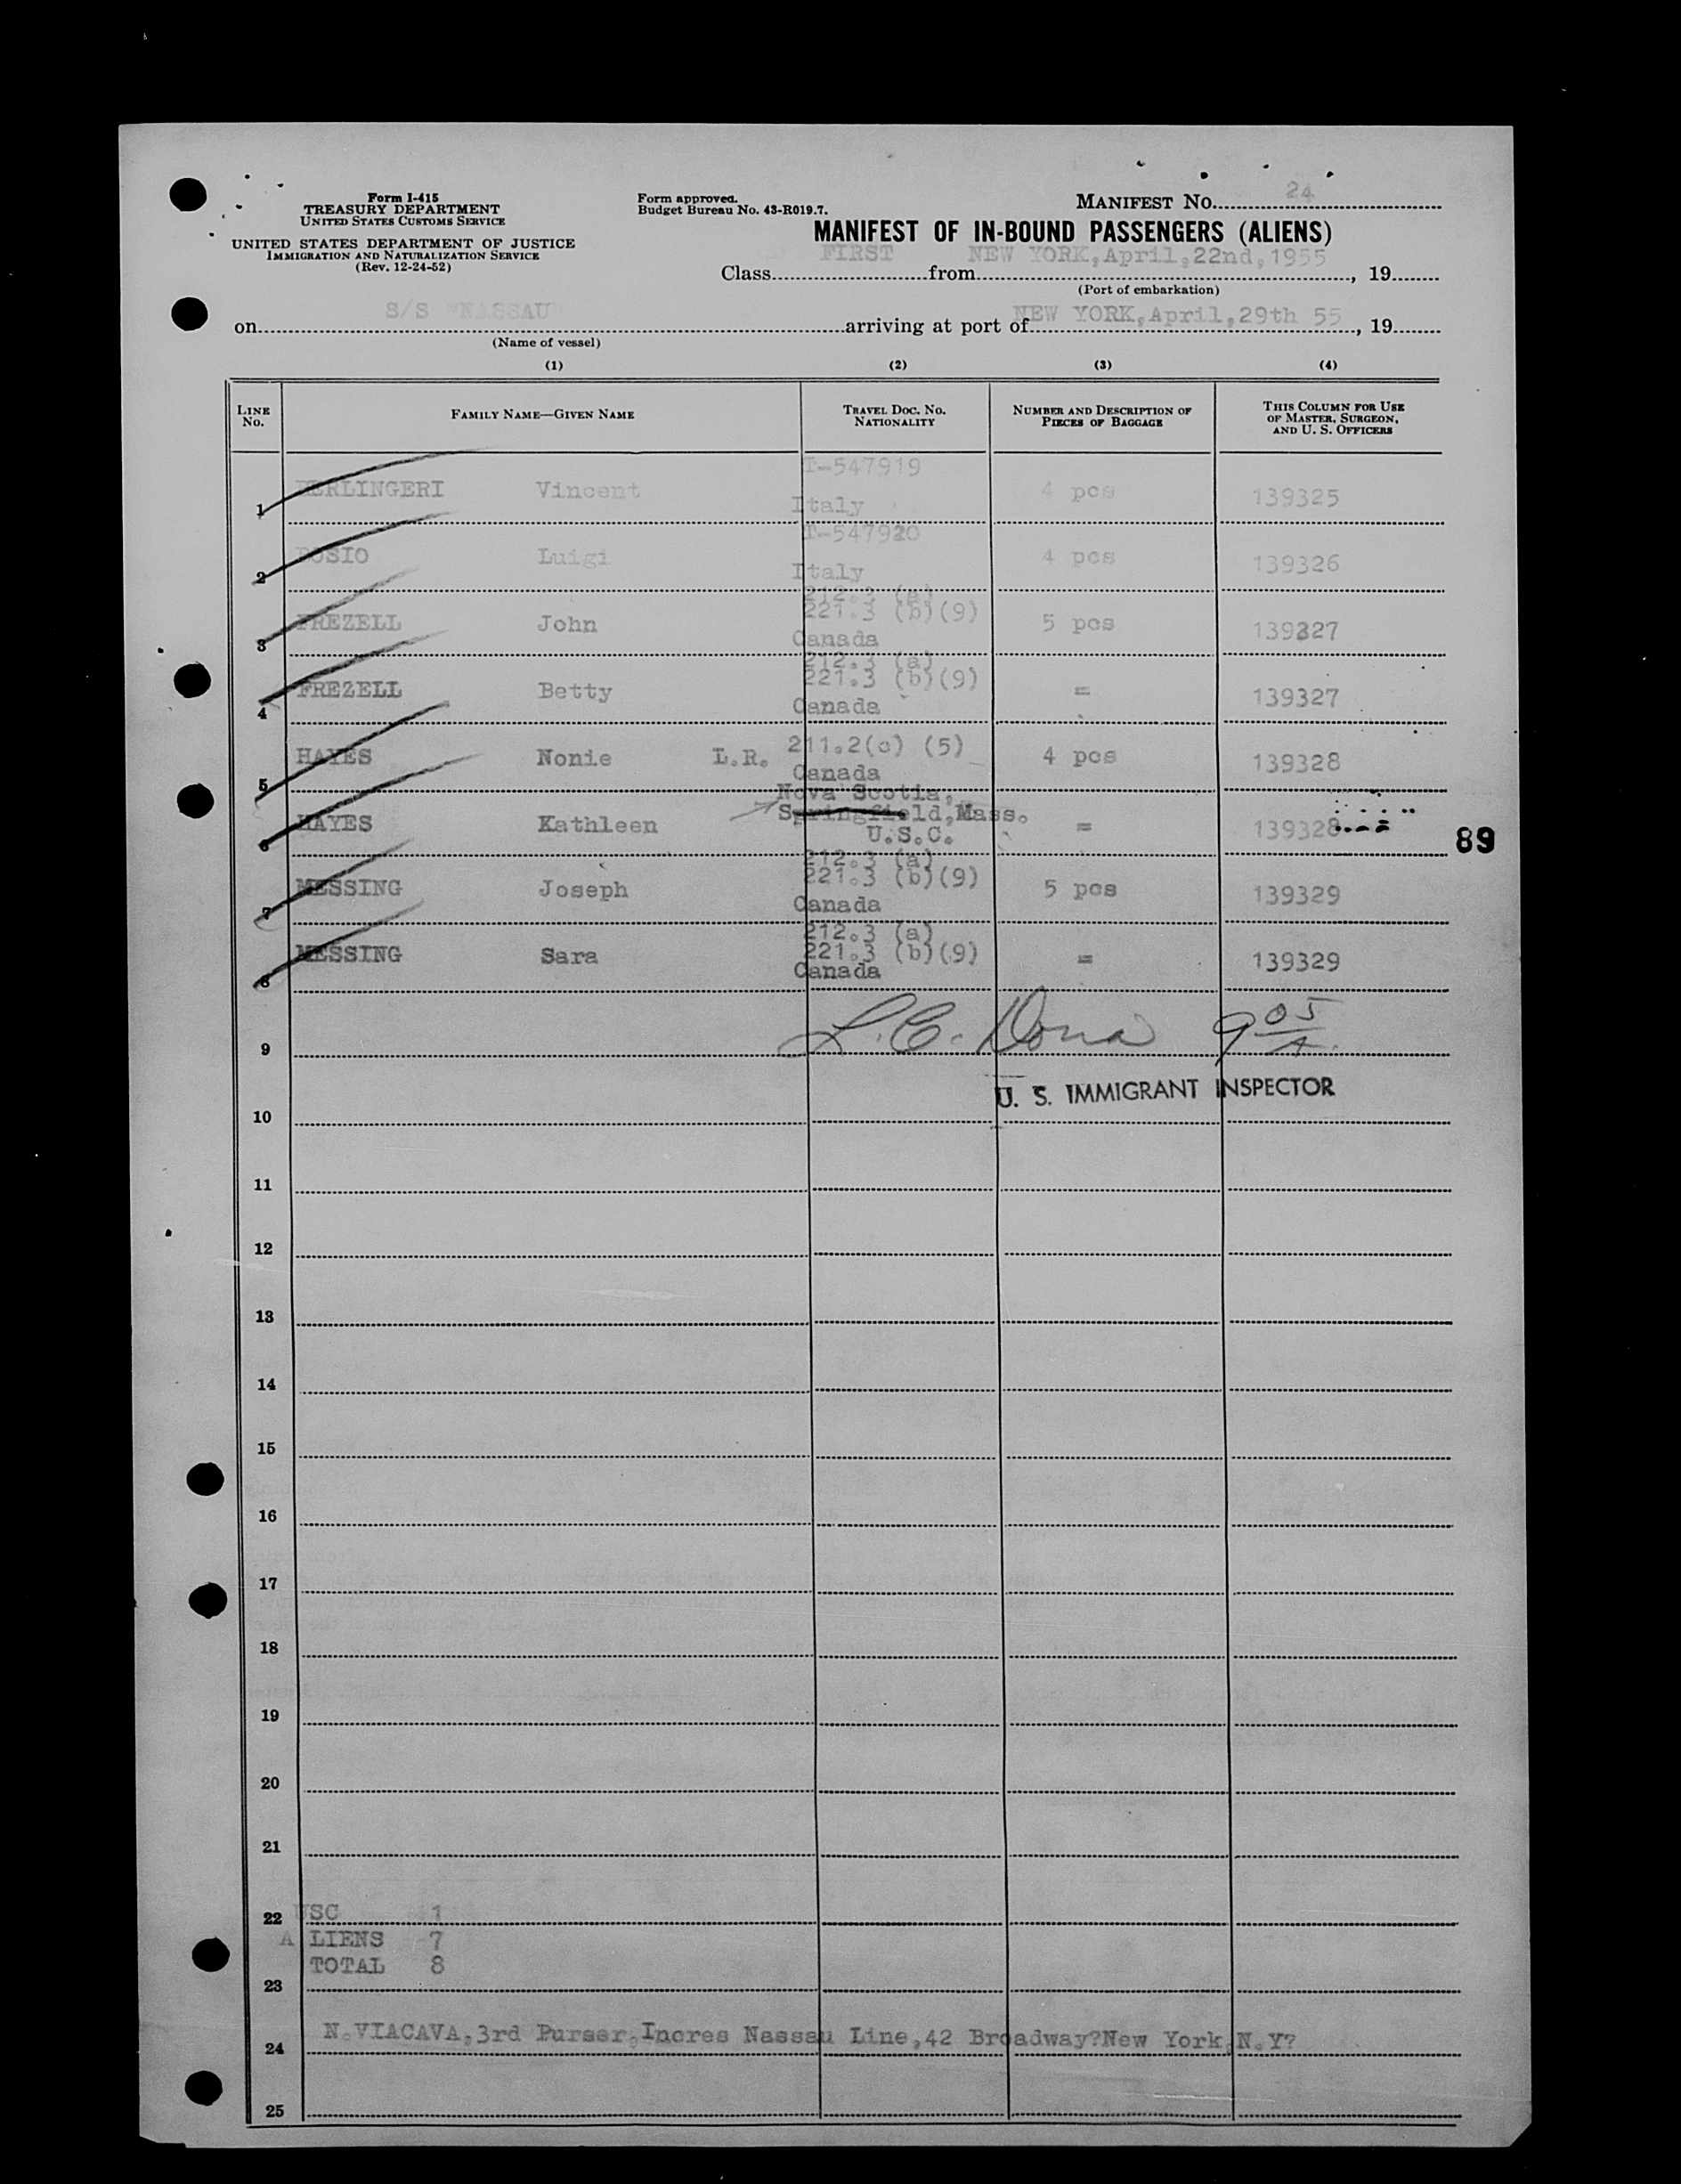 Form I-415
TREASURY DEPARTMENT
UNITED STATES CUSTOMS SERVICE
UNITED STATES DEPARTMENT OF JUSTICE
IMMIGRATION AND NATURALIZATION SERVICE
(Rev. 12-24-52)
Form approved.
Budget Bureau No. 43-R019.7.
MANIFEST No. 24
MANIFEST OF IN-BOUND PASSENGERS (ALIENS)
Class FIRST from NEW YORK,April,22nd,1955, 19
(Port of embarkation)
on S/S "NASSAU" arriving at port of NEW YORK,April,29th 55, 19
(Name of vessel)
(1) (2) (3) (4)
LINE No. FAMILY NAME—GIVEN NAME TRAVEL DOC. No. NATIONALITY NUMBER AND DESCRIPTION OF PIECES OF BAGGAGE THIS COLUMN FOR USE OF MASTER, SURGEON, AND U. S. OFFICERS
I-547919
1 Vincent Italy 4 pcs 139325
I-547920
2 Luigi Italy 4 pcs 139326
212.3 (a)
221.3 (b)(9)
3 FREZELL John Canada 5 pcs 139327
212.3 (a)
221.3 (b)(9)
4 FREZELL Betty Canada = 139327
211.2(c) (5)
5 HAYES Nonie L.R. Canada 4 pcs 139328
Nova Scotia,
Springfield,Mass.
6 HAYES Kathleen U.S.C. = 139328
89
212.3 (a)
221.3 (b)(9)
7 MESSING Joseph Canada 5 pcs 139329
212.3 (a)
221.3 (b)(9)
8 MESSING Sara Canada = 139329
9 L.C. Dona 9 05 A.
U. S. IMMIGRANT INSPECTOR
10
11
12
13
14
15
16
17
18
19
20
21
22 USC 1
ALIENS 7
TOTAL 8
23
24 N.VIACAVA,3rd Purser,Incres Nassau Line,42 Broadway?New York,N.Y?
25